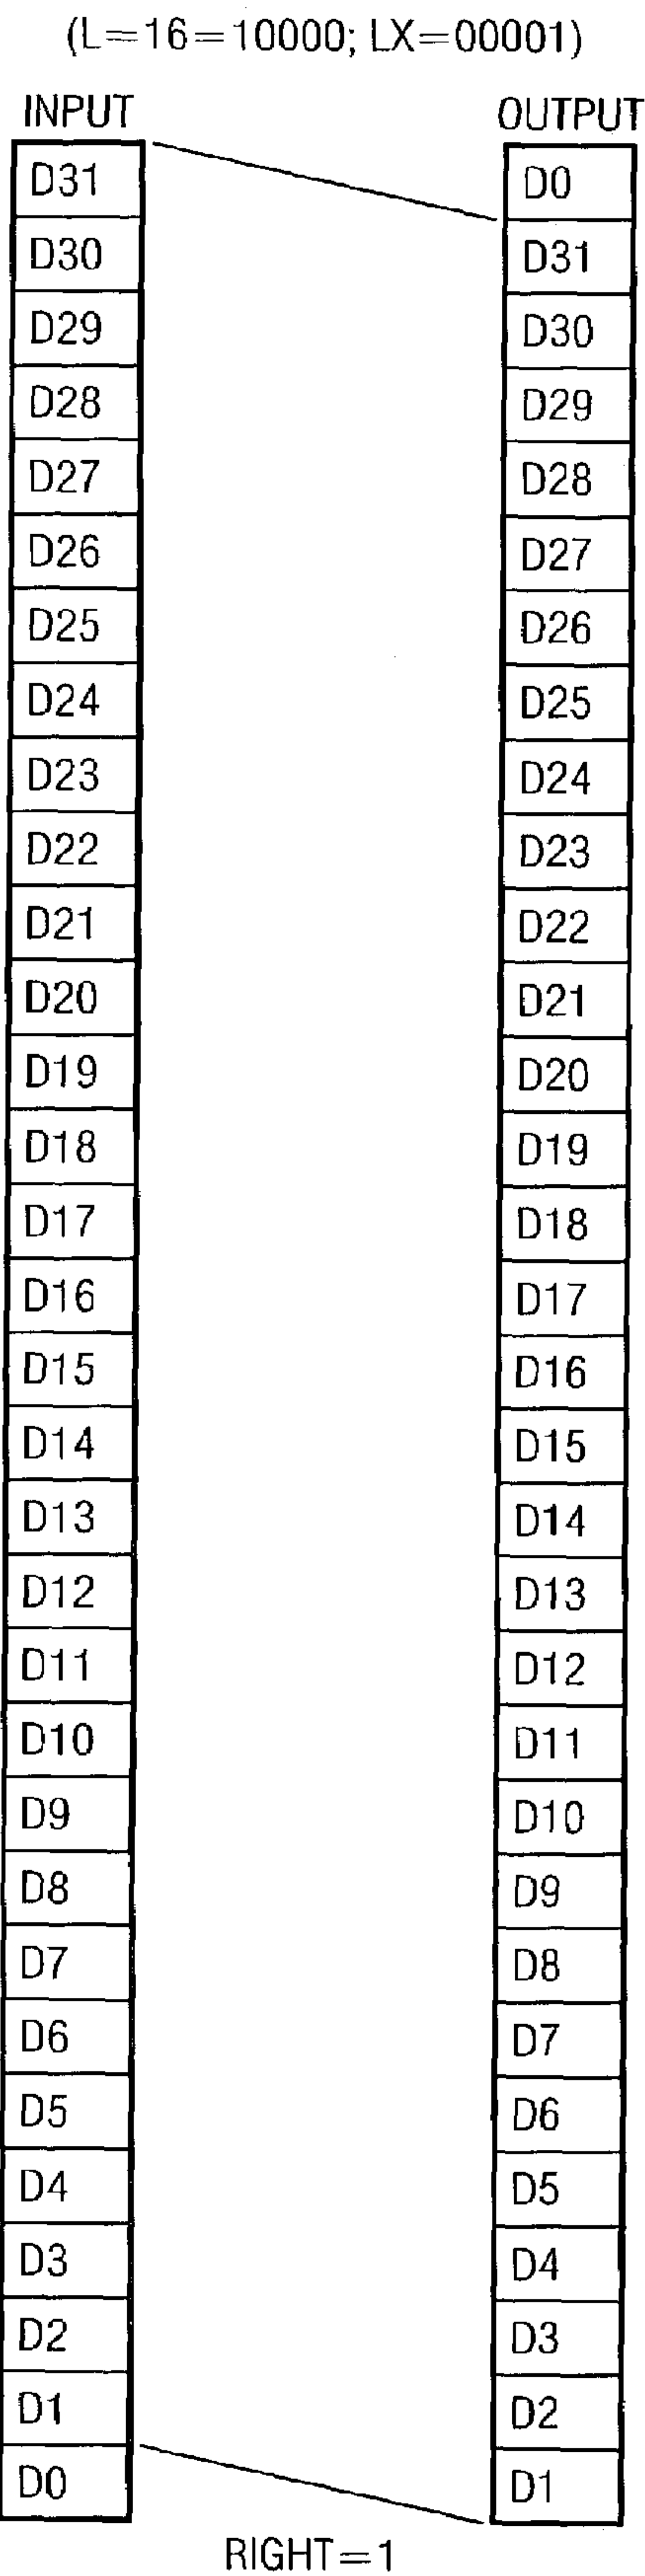 (L=16=10000; LX=00001)
INPUT OUTPUT
D31 D0
D30 D31
D29 D30
D28 D29
D27 D28
D26 D27
D25 D26
D24 D25
D23 D24
D22 D23
D21 D22
D20 D21
D19 D20
D18 D19
D17 D18
D16 D17
D15 D16
D14 D15
D13 D14
D12 D13
D11 D12
D10 D11
D9 D10
D8 D9
D7 D8
D6 D7
D5 D6
D4 D5
D3 D4
D2 D3
D1 D2
D0 D1
RIGHT=1